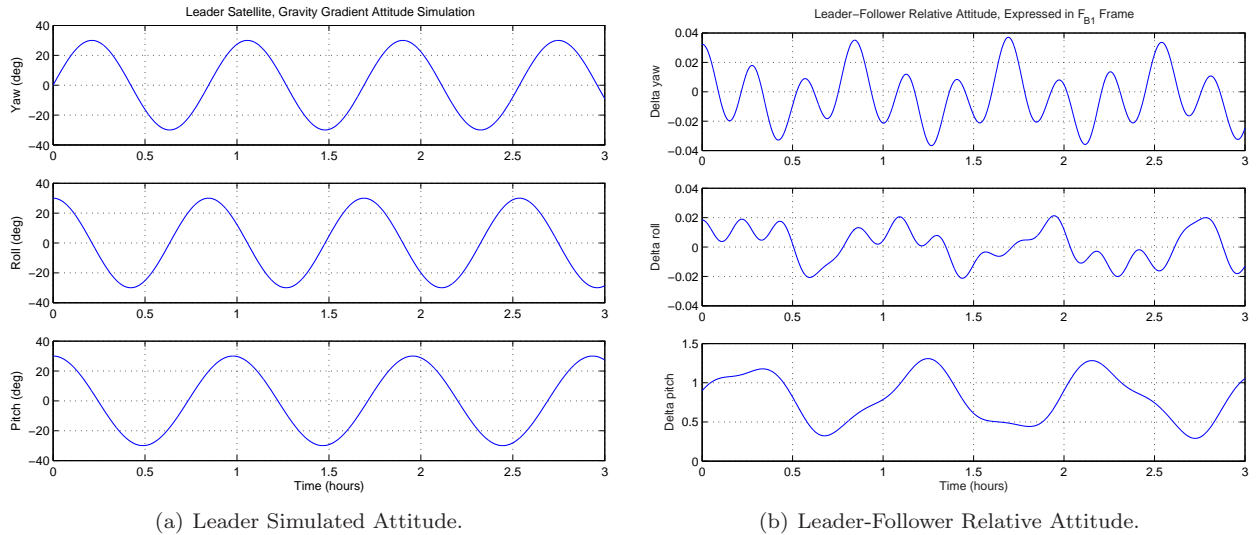 Leader Satellite, Gravity Gradient Attitude Simulation
40
20
0
−20
−40
Yaw (deg)
0 0.5 1 1.5 2 2.5 3
40
20
0
−20
−40
Roll (deg)
0 0.5 1 1.5 2 2.5 3
40
20
0
−20
−40
Pitch (deg)
0 0.5 1 1.5 2 2.5 3
Time (hours)
(a) Leader Simulated Attitude.
Leader−Follower Relative Attitude, Expressed in F_B1 Frame
0.04
0.02
0
−0.02
−0.04
Delta yaw
0 0.5 1 1.5 2 2.5 3
0.04
0.02
0
−0.02
−0.04
Delta roll
0 0.5 1 1.5 2 2.5 3
1.5
1
0.5
0
Delta pitch
0 0.5 1 1.5 2 2.5 3
Time (hours)
(b) Leader-Follower Relative Attitude.